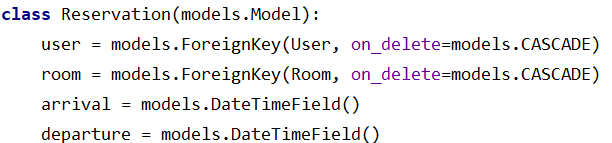 class Reservation(models.Model):
    user = models.ForeignKey(User, on_delete=models.CASCADE)
    room = models.ForeignKey(Room, on_delete=models.CASCADE)
    arrival = models.DateTimeField()
    departure = models.DateTimeField()